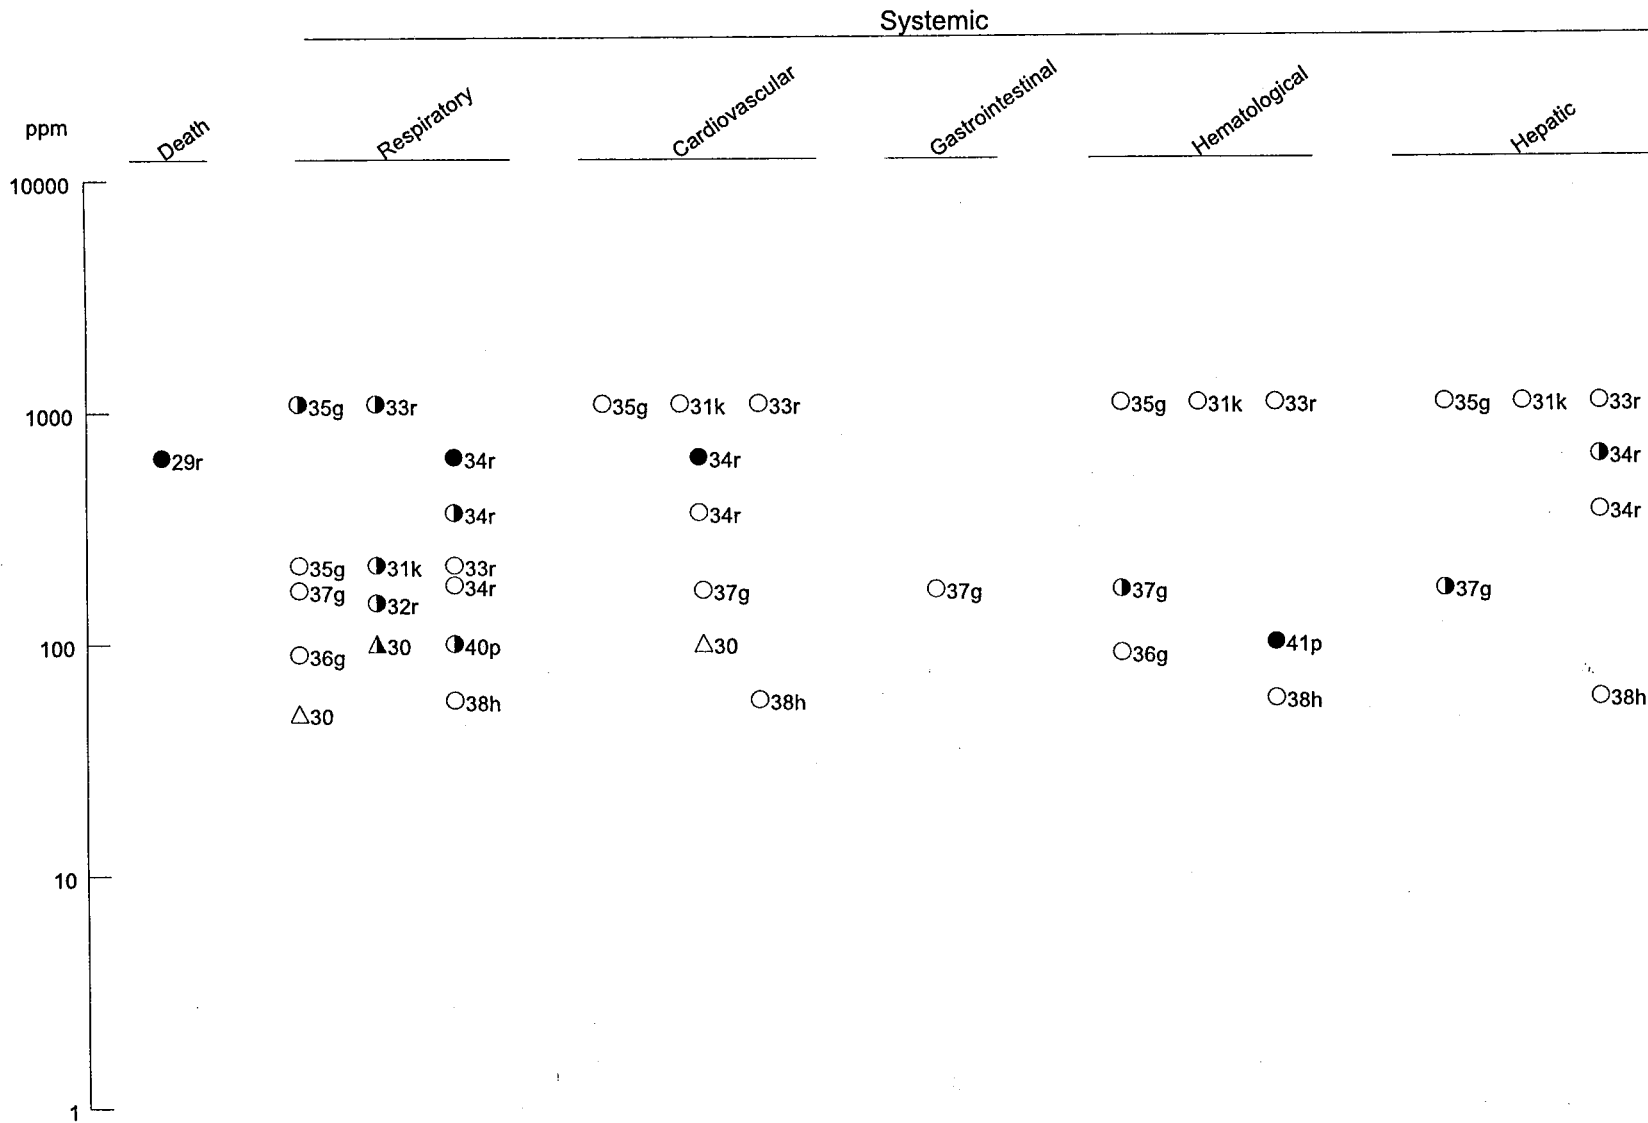 Systemic
ppm
Death
Respiratory
Cardiovascular
Gastrointestinal
Hematological
Hepatic
10000
1000
100
10
1
35g 33r 35g 31k 33r 35g 31k 33r 35g 31k 33r
29r 34r 34r 34r
34r 34r 34r
35g 31k 33r
37g 34r 37g 37g 37g 37g
32r
36g 30 40p 30 36g 41p
30 38h 38h 38h 38h